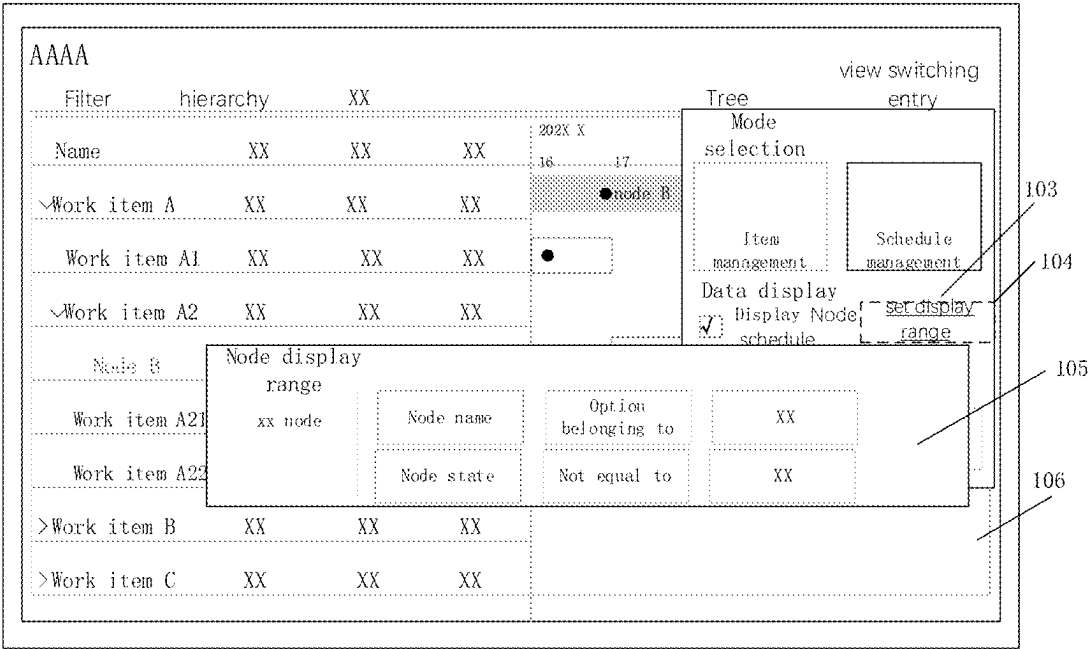 AAAA
view switching
entry
Filter hierarchy XX Tree
Mode
selection
202X X
16 17
Name XX XX XX
node B
Work item A XX XX XX
Item
management
Schedule
management
103
Work item A1 XX XX XX
104
Data display
Display Node
schedule
set display
range
Work item A2 XX XX XX
Node display
range
Node B
105
xx node
Node name
Option
belonging to
XX
Work item A21
Node state
Not equal to
XX
Work item A22
106
Work item B XX XX XX
Work item C XX XX XX